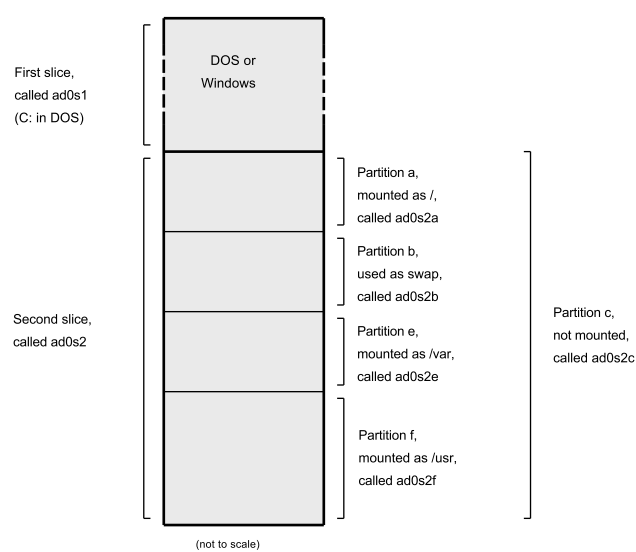 DOS or
Windows
First slice,
called ad0s1
(C: in DOS)
Partition a,
mounted as /,
called ad0s2a
Partition b,
used as swap,
called ad0s2b
Second slice,
called ad0s2
Partition e,
mounted as /var,
called ad0s2e
Partition c,
not mounted,
called ad0s2c
Partition f,
mounted as /usr,
called ad0s2f
(not to scale)